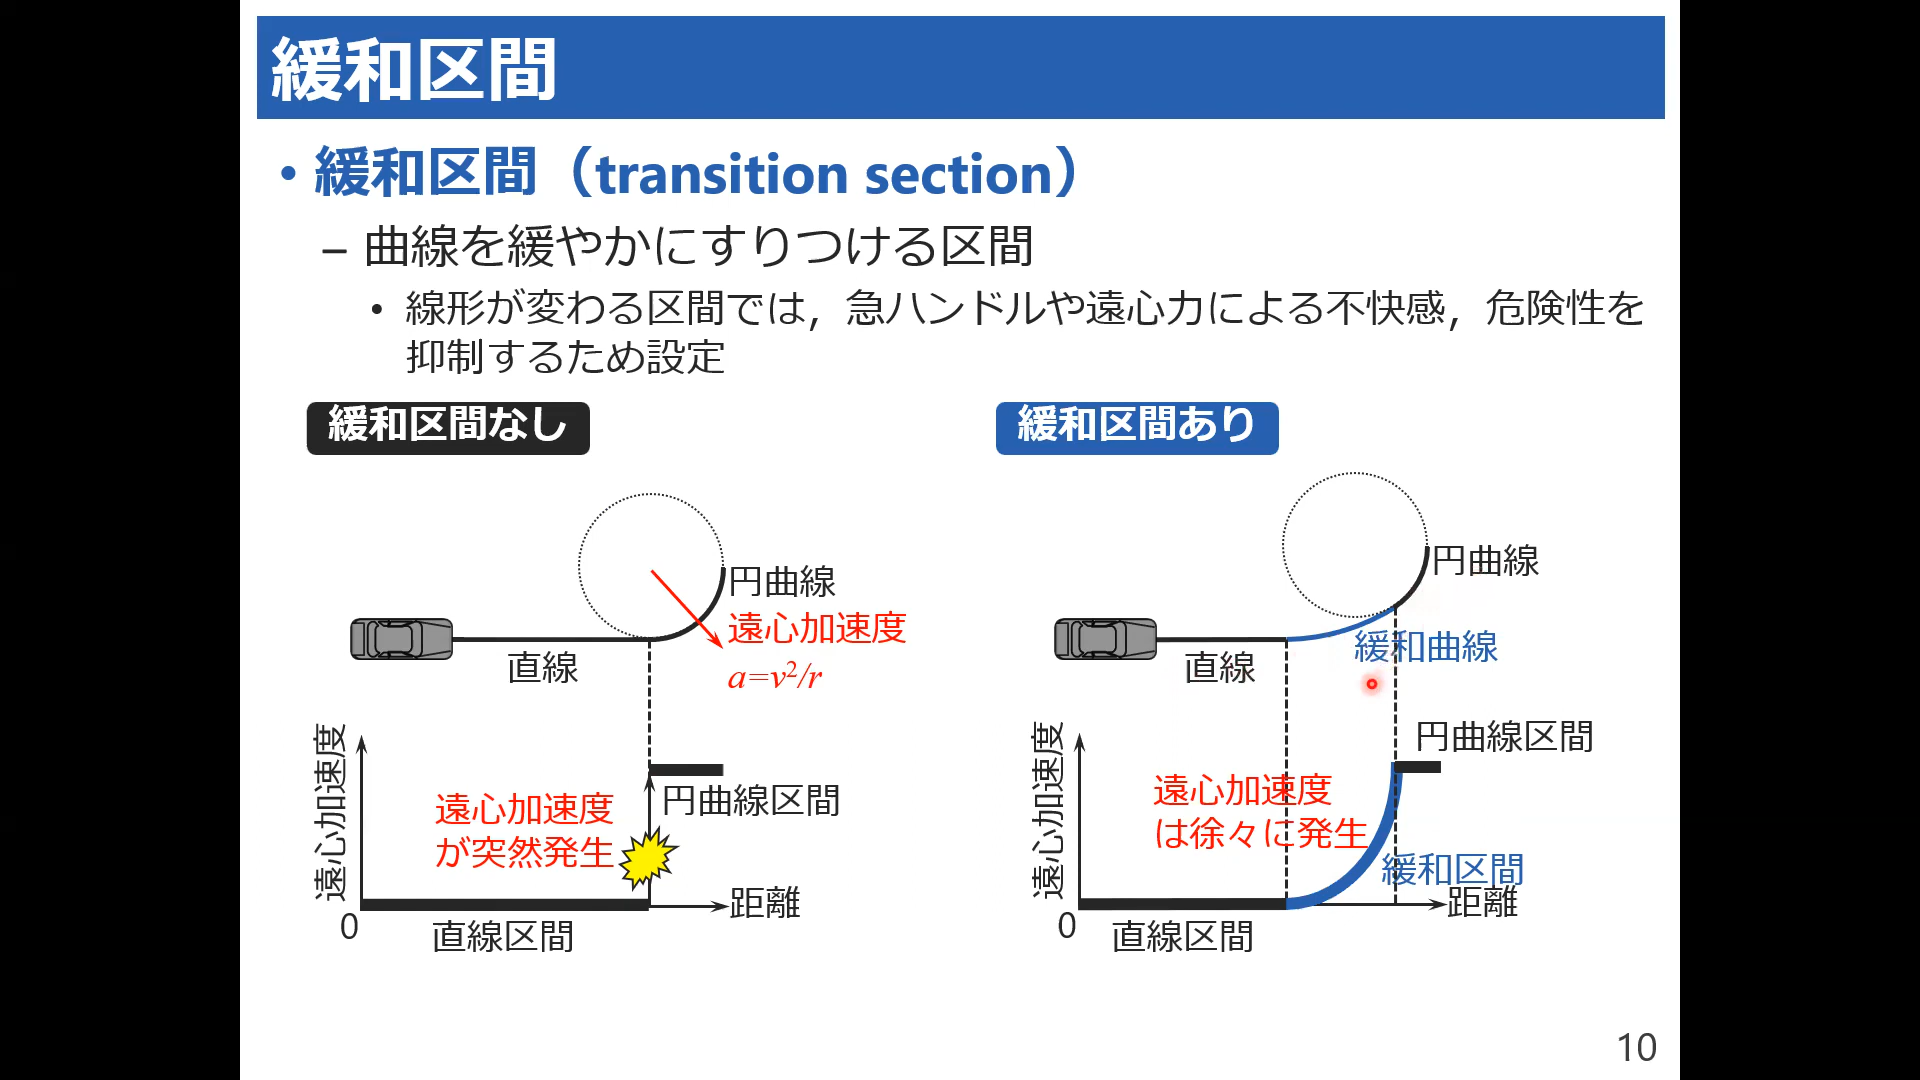 緩和区間
• 緩和区間（transition section）
– 曲線を緩やかにすりつける区間
• 線形が変わる区間では，急ハンドルや遠心力による不快感，危険性を
抑制するため設定
緩和区間なし
円曲線
遠心加速度
a=v²/r
直線
遠心加速度
遠心加速度
が突然発生
円曲線区間
距離
0
直線区間
緩和区間あり
円曲線
緩和曲線
直線
遠心加速度
円曲線区間
遠心加速度
は徐々に発生
緩和区間
距離
0
直線区間
10